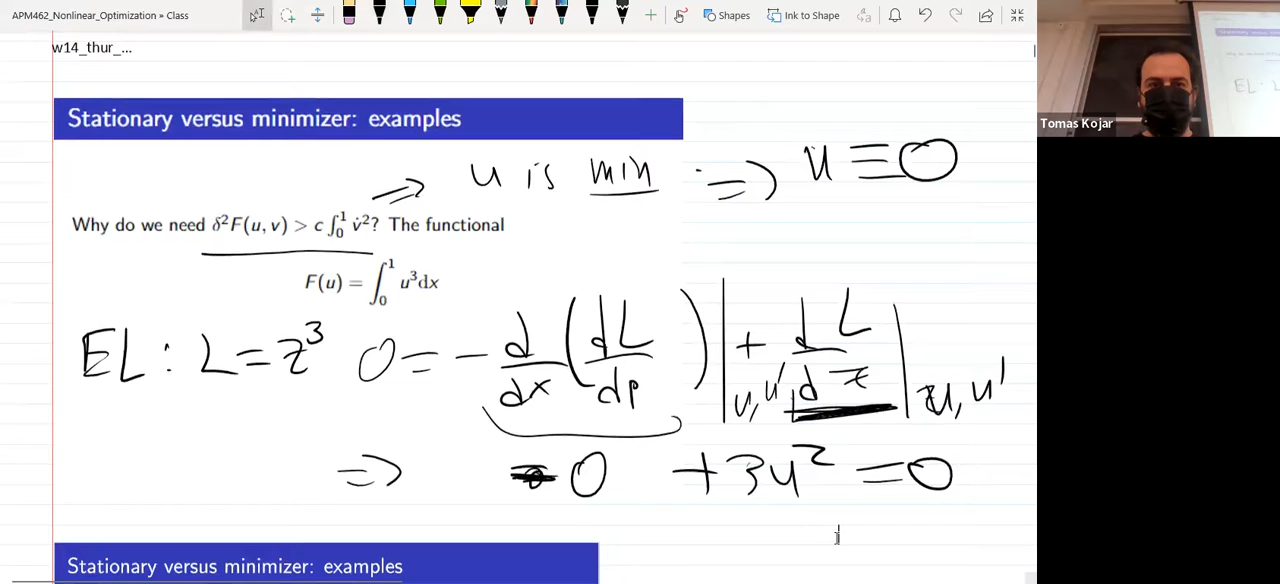 APM462_Nonlinear_Optimization » Class
Shapes
Ink to Shape
w14_thur_...
Tomas Kojar
Stationary versus minimizer: examples
⇒ u is min ⇒ u ≡ 0
Why do we need δ²F(u, v) > c ∫₀¹ v̇²? The functional
F(u) = ∫₀¹ u³dx
EL : L = z³ 0 = - d/dx (dL/dp) |u,u' + dL/dz |u,u'
⇒ 0 + 3u² = 0
Stationary versus minimizer: examples